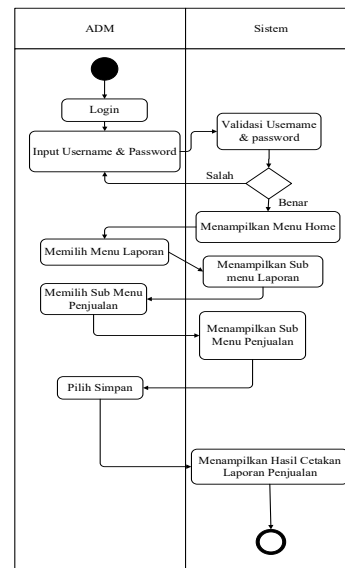 ADM
Sistem
Login
Input Username & Password
Validasi Username
& password
Salah
Benar
Menampilkan Menu Home
Memilih Menu Laporan
Menampilkan Sub
menu Laporan
Memilih Sub Menu
Penjualan
Menampilkan Sub
Menu Penjualan
Pilih Simpan
Menampilkan Hasil Cetakan
Laporan Penjualan